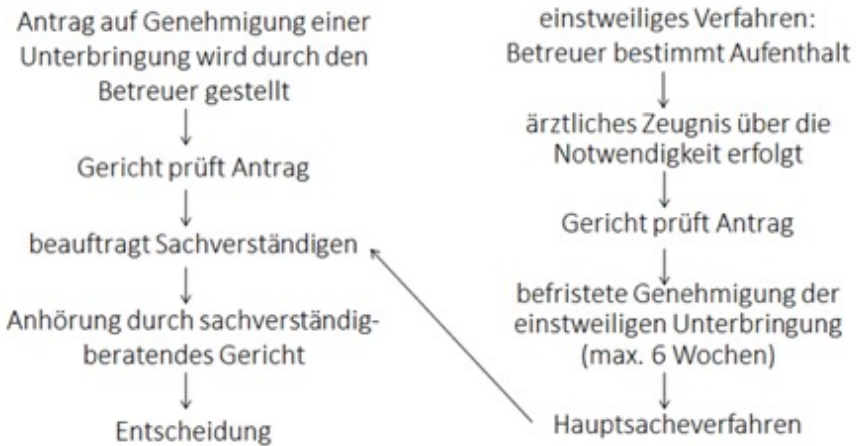 Antrag auf Genehmigung einer
Unterbringung wird durch den
Betreuer gestellt
Gericht prüft Antrag
beauftragt Sachverständigen
Anhörung durch sachverständig-
beratendes Gericht
Entscheidung
einstweiliges Verfahren:
Betreuer bestimmt Aufenthalt
ärztliches Zeugnis über die
Notwendigkeit erfolgt
Gericht prüft Antrag
befristete Genehmigung der
einstweiligen Unterbringung
(max. 6 Wochen)
Hauptsacheverfahren